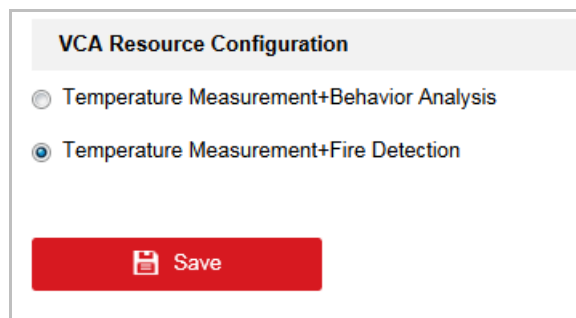 VCA Resource Configuration
Temperature Measurement+Behavior Analysis
Temperature Measurement+Fire Detection
Save